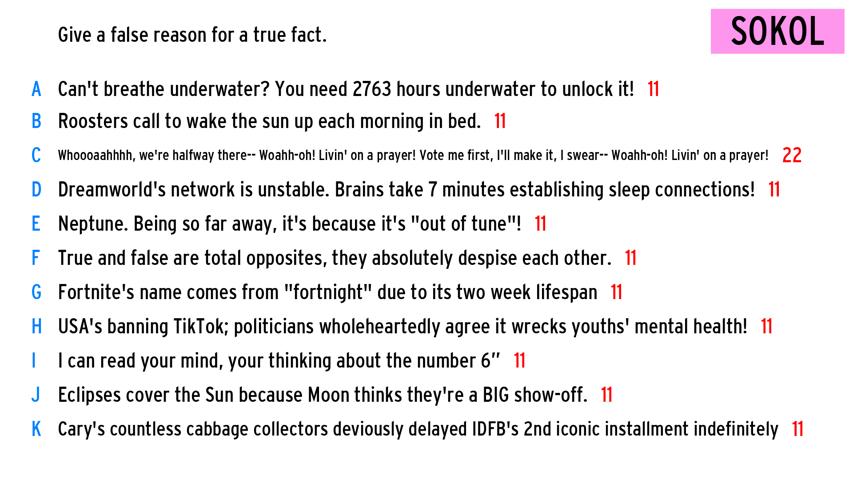 Give a false reason for a true fact.
SOKOL
A Can't breathe underwater? You need 2763 hours underwater to unlock it! 11
B Roosters call to wake the sun up each morning in bed. 11
C Whoooaahhhh, we're halfway there-- Woahh-oh! Livin' on a prayer! Vote me first, I'll make it, I swear-- Woahh-oh! Livin' on a prayer! 22
D Dreamworld's network is unstable. Brains take 7 minutes establishing sleep connections! 11
E Neptune. Being so far away, it's because it's "out of tune"! 11
F True and false are total opposites, they absolutely despise each other. 11
G Fortnite's name comes from "fortnight" due to its two week lifespan 11
H USA's banning TikTok; politicians wholeheartedly agree it wrecks youths' mental health! 11
I I can read your mind, your thinking about the number 6” 11
J Eclipses cover the Sun because Moon thinks they're a BIG show-off. 11
K Cary's countless cabbage collectors deviously delayed IDFB's 2nd iconic installment indefinitely 11